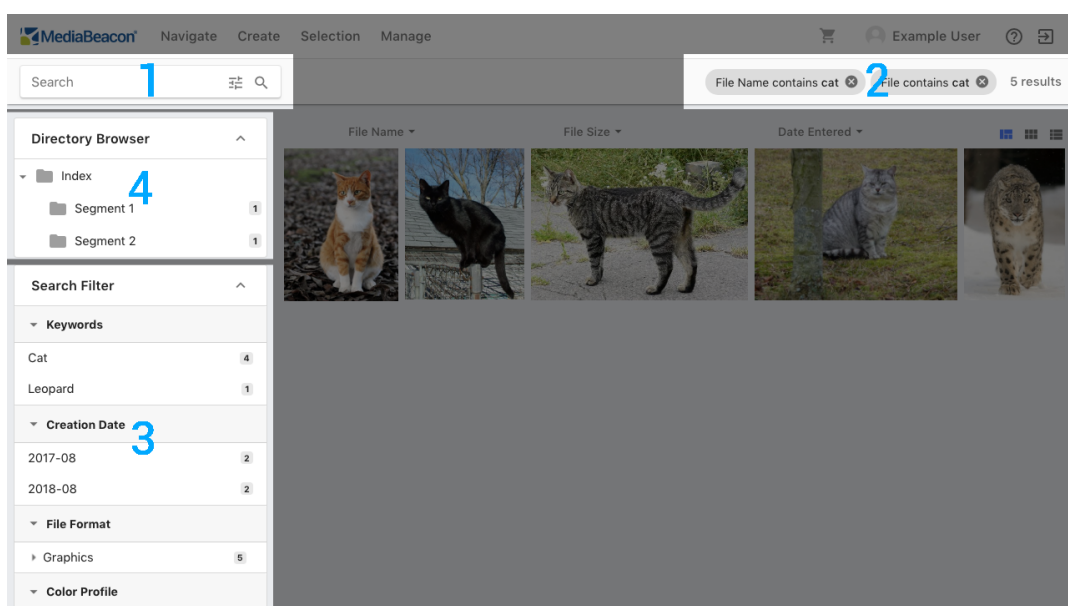 MediaBeacon Navigate Create Selection Manage Example User
Search 1 File Name contains cat 2 File contains cat 5 results
Directory Browser
File Name File Size Date Entered
Index
4
Segment 1 1
Segment 2 1
Search Filter
Keywords
Cat 4
Leopard 1
Creation Date
3
2017-08 2
2018-08 2
File Format
Graphics 5
Color Profile